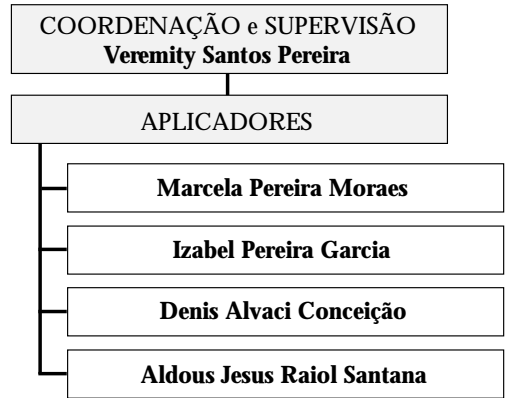 COORDENAÇÃO e SUPERVISÃO
Veremity Santos Pereira
APLICADORES
Marcela Pereira Moraes
Izabel Pereira Garcia
Denis Alvaci Conceição
Aldous Jesus Raiol Santana